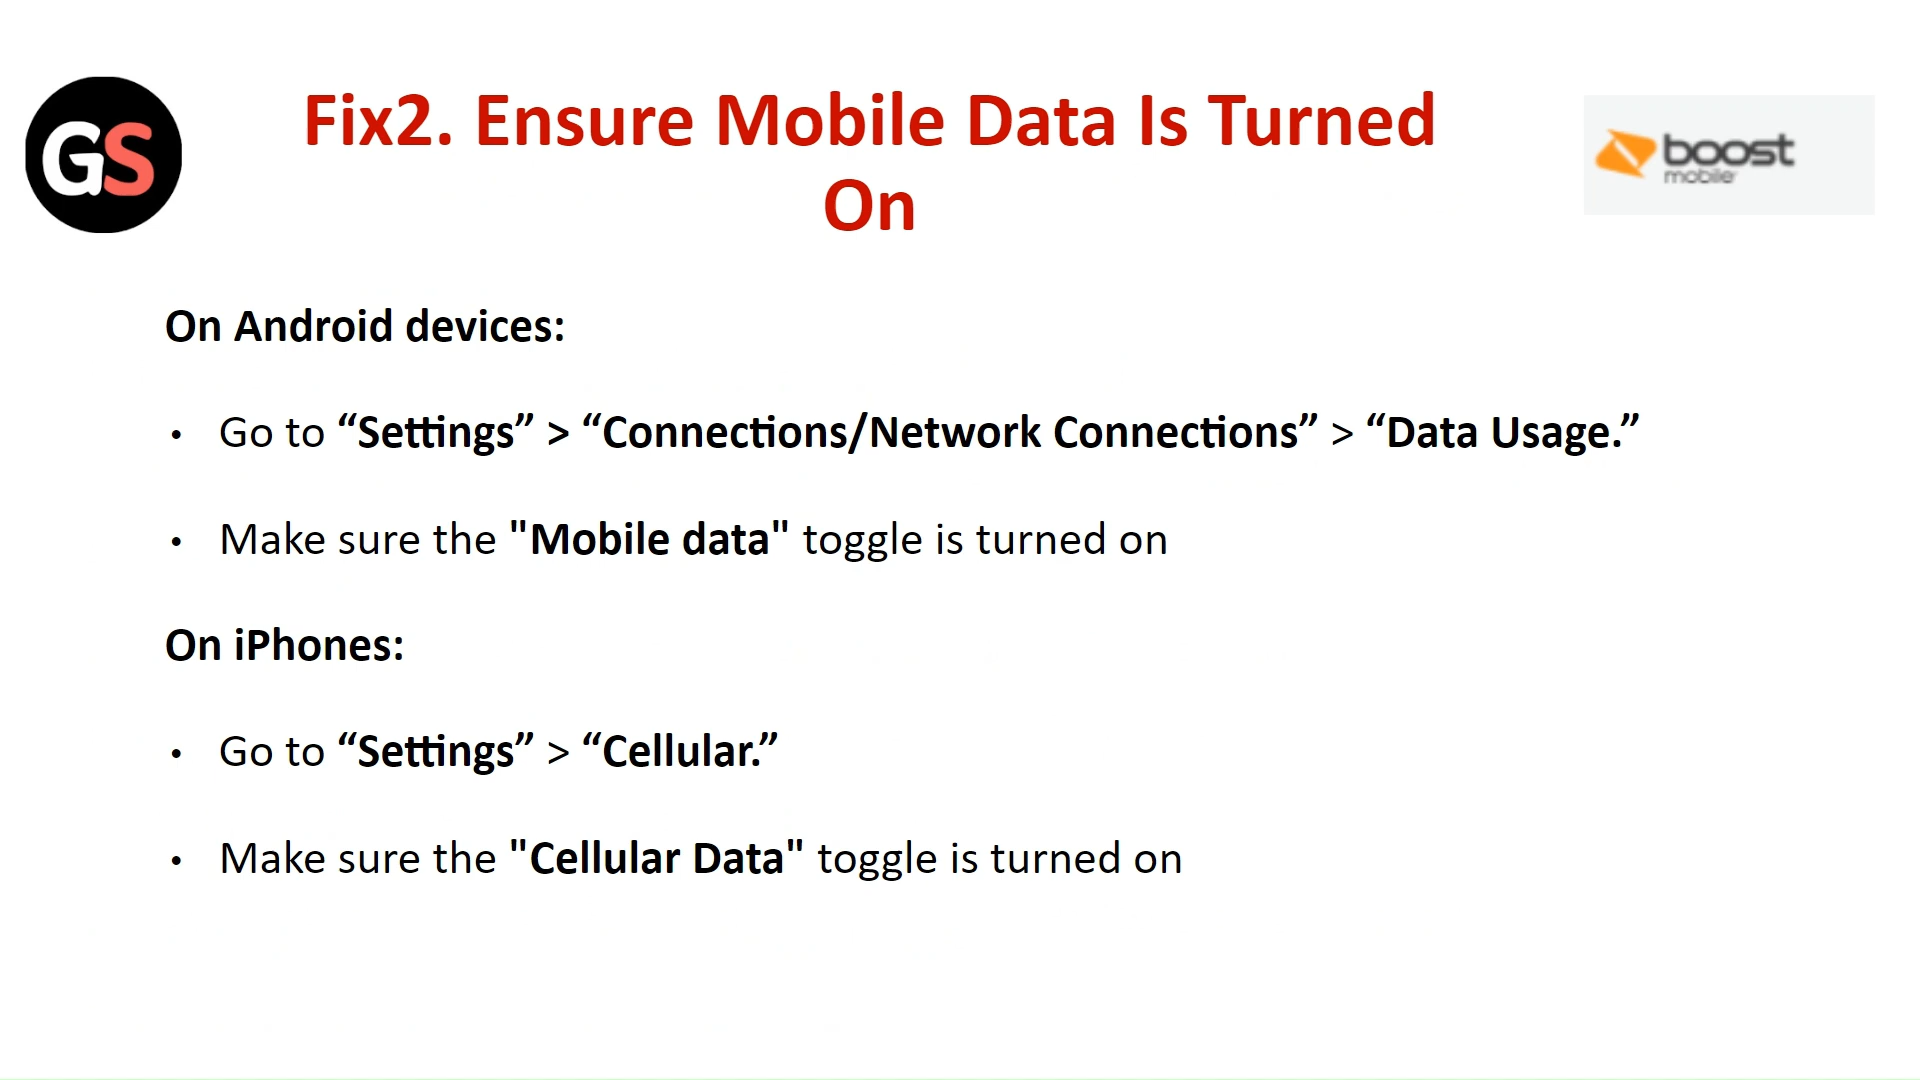 GS
Fix2. Ensure Mobile Data Is Turned
On
boost
mobile
On Android devices:
• Go to “Settings” > “Connections/Network Connections” > “Data Usage.”
• Make sure the "Mobile data" toggle is turned on
On iPhones:
• Go to “Settings” > “Cellular.”
• Make sure the "Cellular Data" toggle is turned on